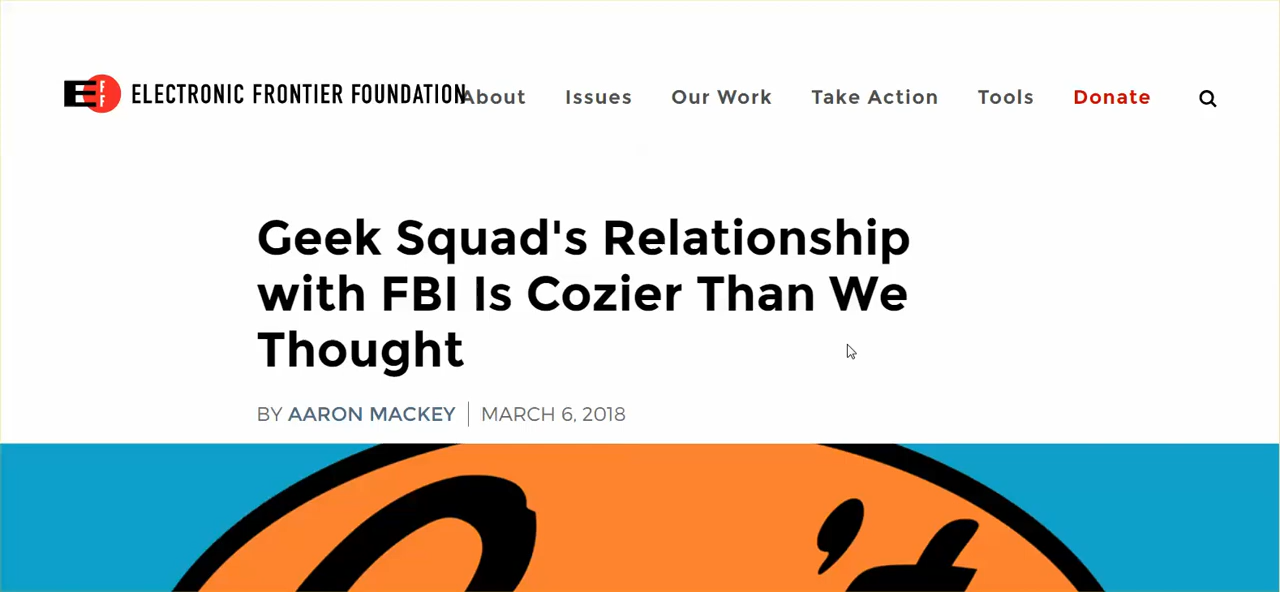 E F F ELECTRONIC FRONTIER FOUNDATION About Issues Our Work Take Action Tools Donate
Geek Squad's Relationship
with FBI Is Cozier Than We
Thought
BY AARON MACKEY | MARCH 6, 2018